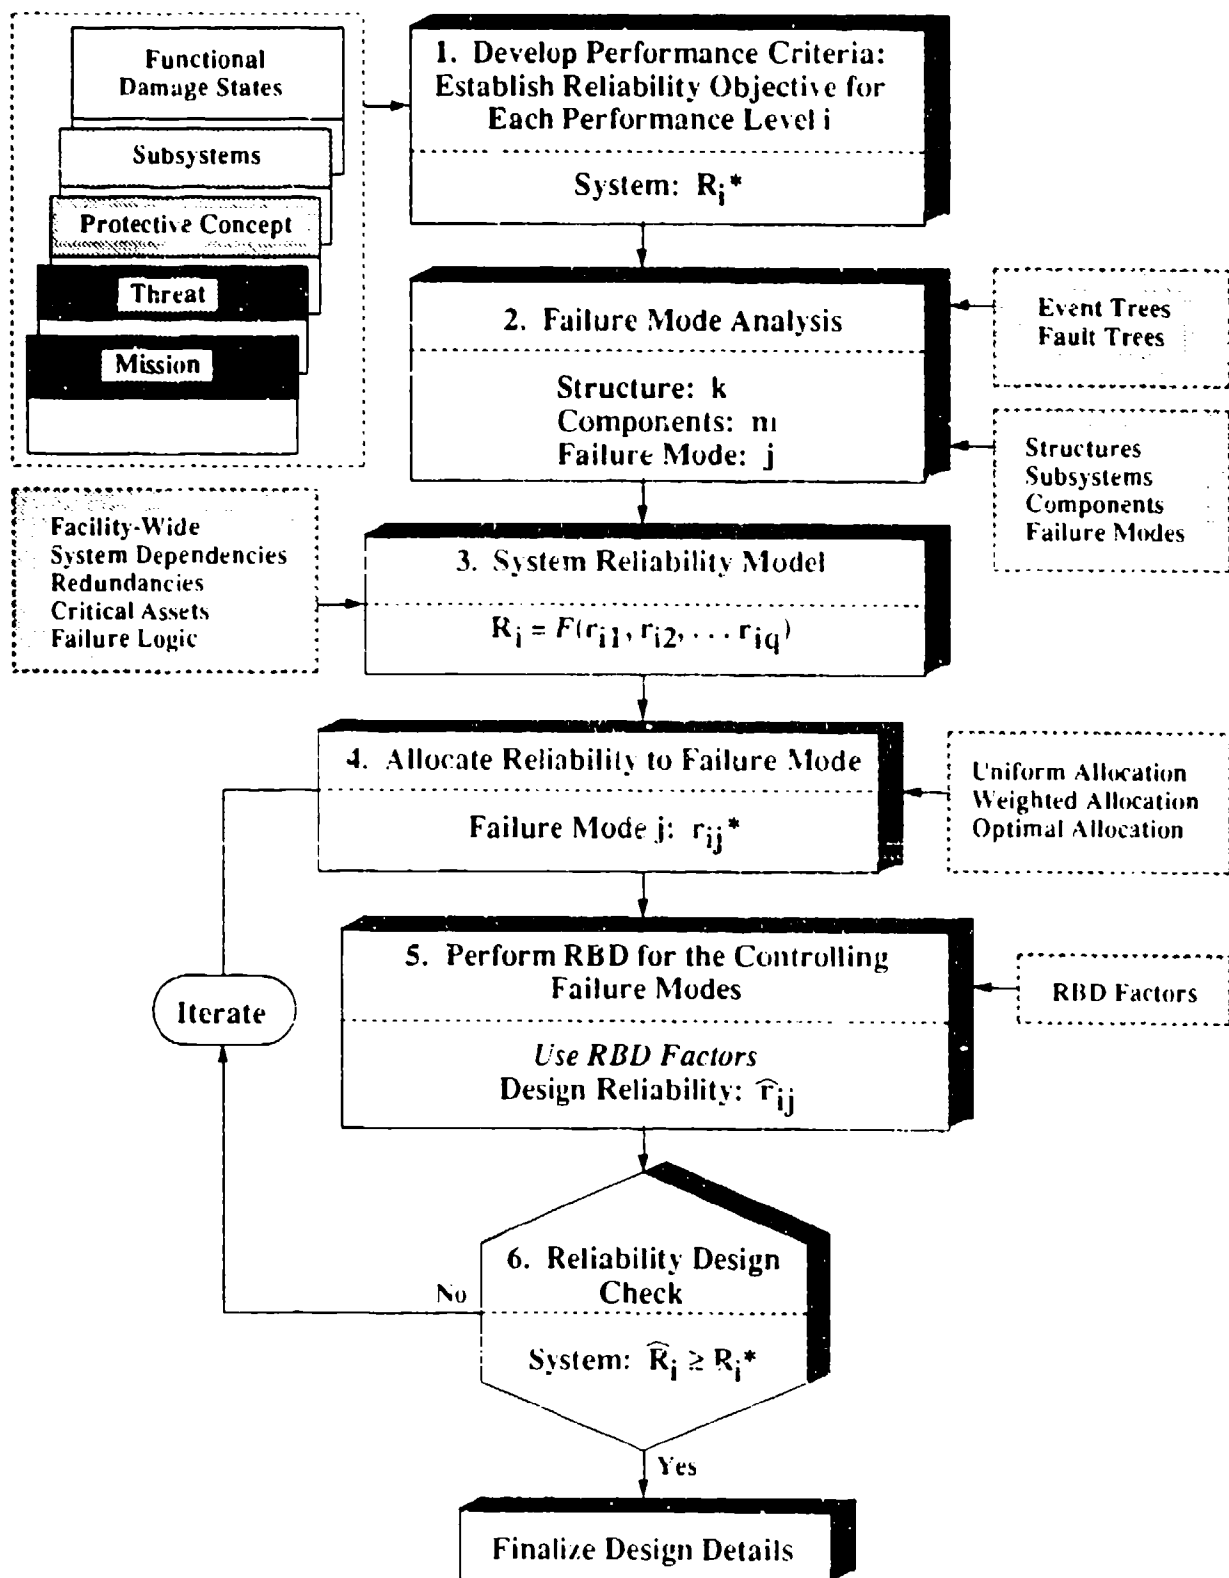 Functional
Damage States
Subsystems
Protective Concept
Threat
Mission
1. Develop Performance Criteria:
Establish Reliability Objective for
Each Performance Level i
System: Rᵢ*
2. Failure Mode Analysis
Structure: k
Components: m
Failure Mode: j
Event Trees
Fault Trees
Structures
Subsystems
Components
Failure Modes
Facility-Wide
System Dependencies
Redundancies
Critical Assets
Failure Logic
3. System Reliability Model
Rᵢ = F(rᵢ₁, rᵢ₂, . . . r_iq)
4. Allocate Reliability to Failure Mode
Failure Mode j: rᵢⱼ*
Uniform Allocation
Weighted Allocation
Optimal Allocation
5. Perform RBD for the Controlling
Failure Modes
Use RBD Factors
Design Reliability: r̂ᵢⱼ
RBD Factors
Iterate
6. Reliability Design
Check
System: R̂ᵢ ≥ Rᵢ*
No
Yes
Finalize Design Details